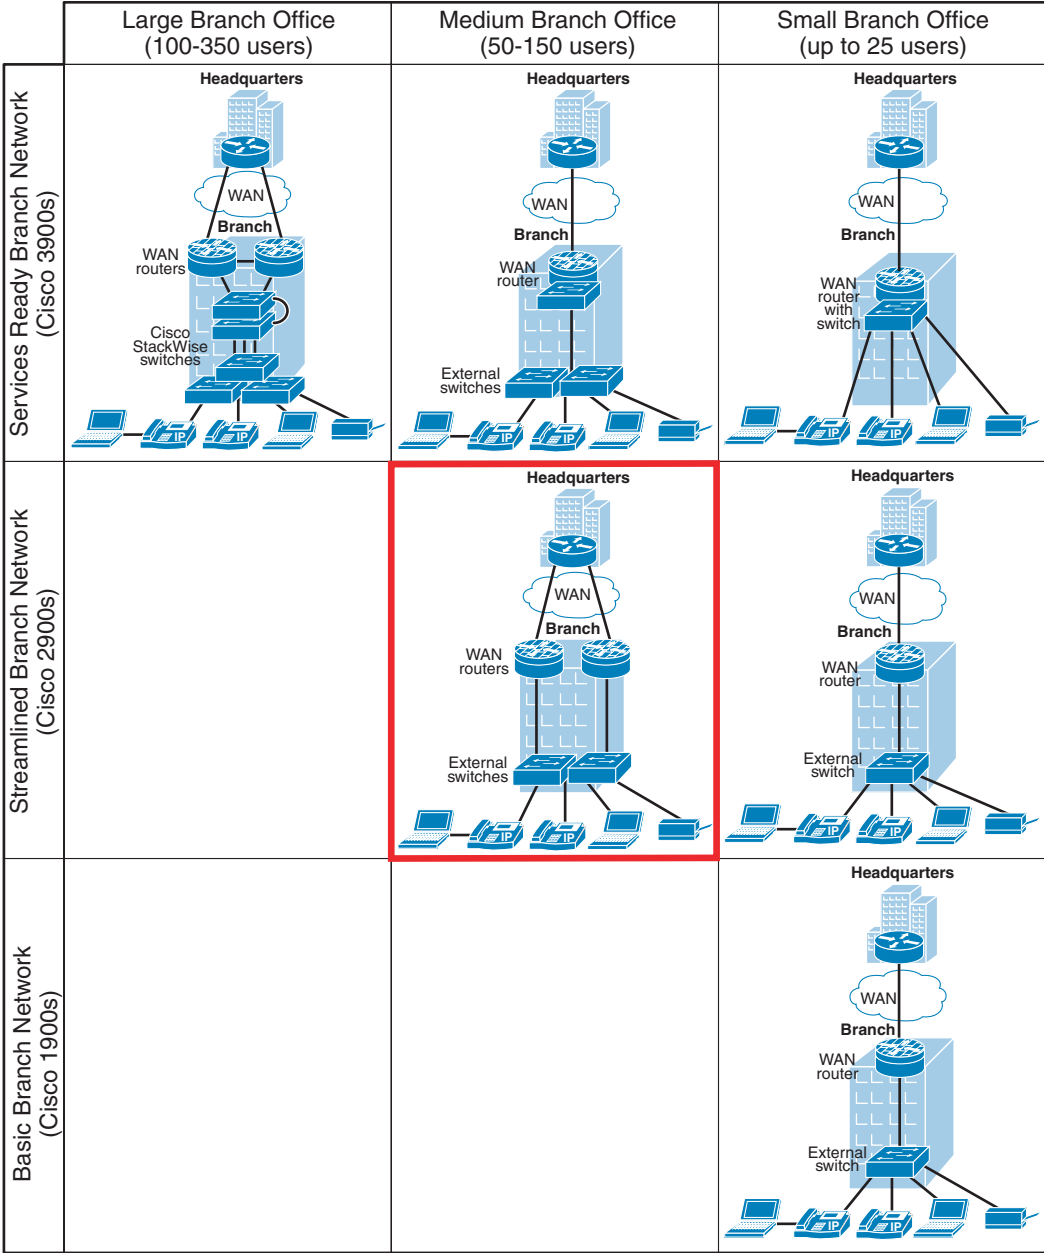 Large Branch Office
(100-350 users)
Medium Branch Office
(50-150 users)
Small Branch Office
(up to 25 users)
Services Ready Branch Network
(Cisco 3900s)
Headquarters
WAN
Branch
WAN
routers
Cisco
StackWise
switches
IP
IP
Headquarters
WAN
Branch
WAN
router
External
switches
IP
IP
Headquarters
WAN
Branch
WAN
router
with
switch
IP
IP
Streamlined Branch Network
(Cisco 2900s)
Headquarters
WAN
Branch
WAN
routers
External
switches
IP
IP
Headquarters
WAN
Branch
WAN
router
External
switch
IP
IP
Basic Branch Network
(Cisco 1900s)
Headquarters
WAN
Branch
WAN
router
External
switch
IP
IP